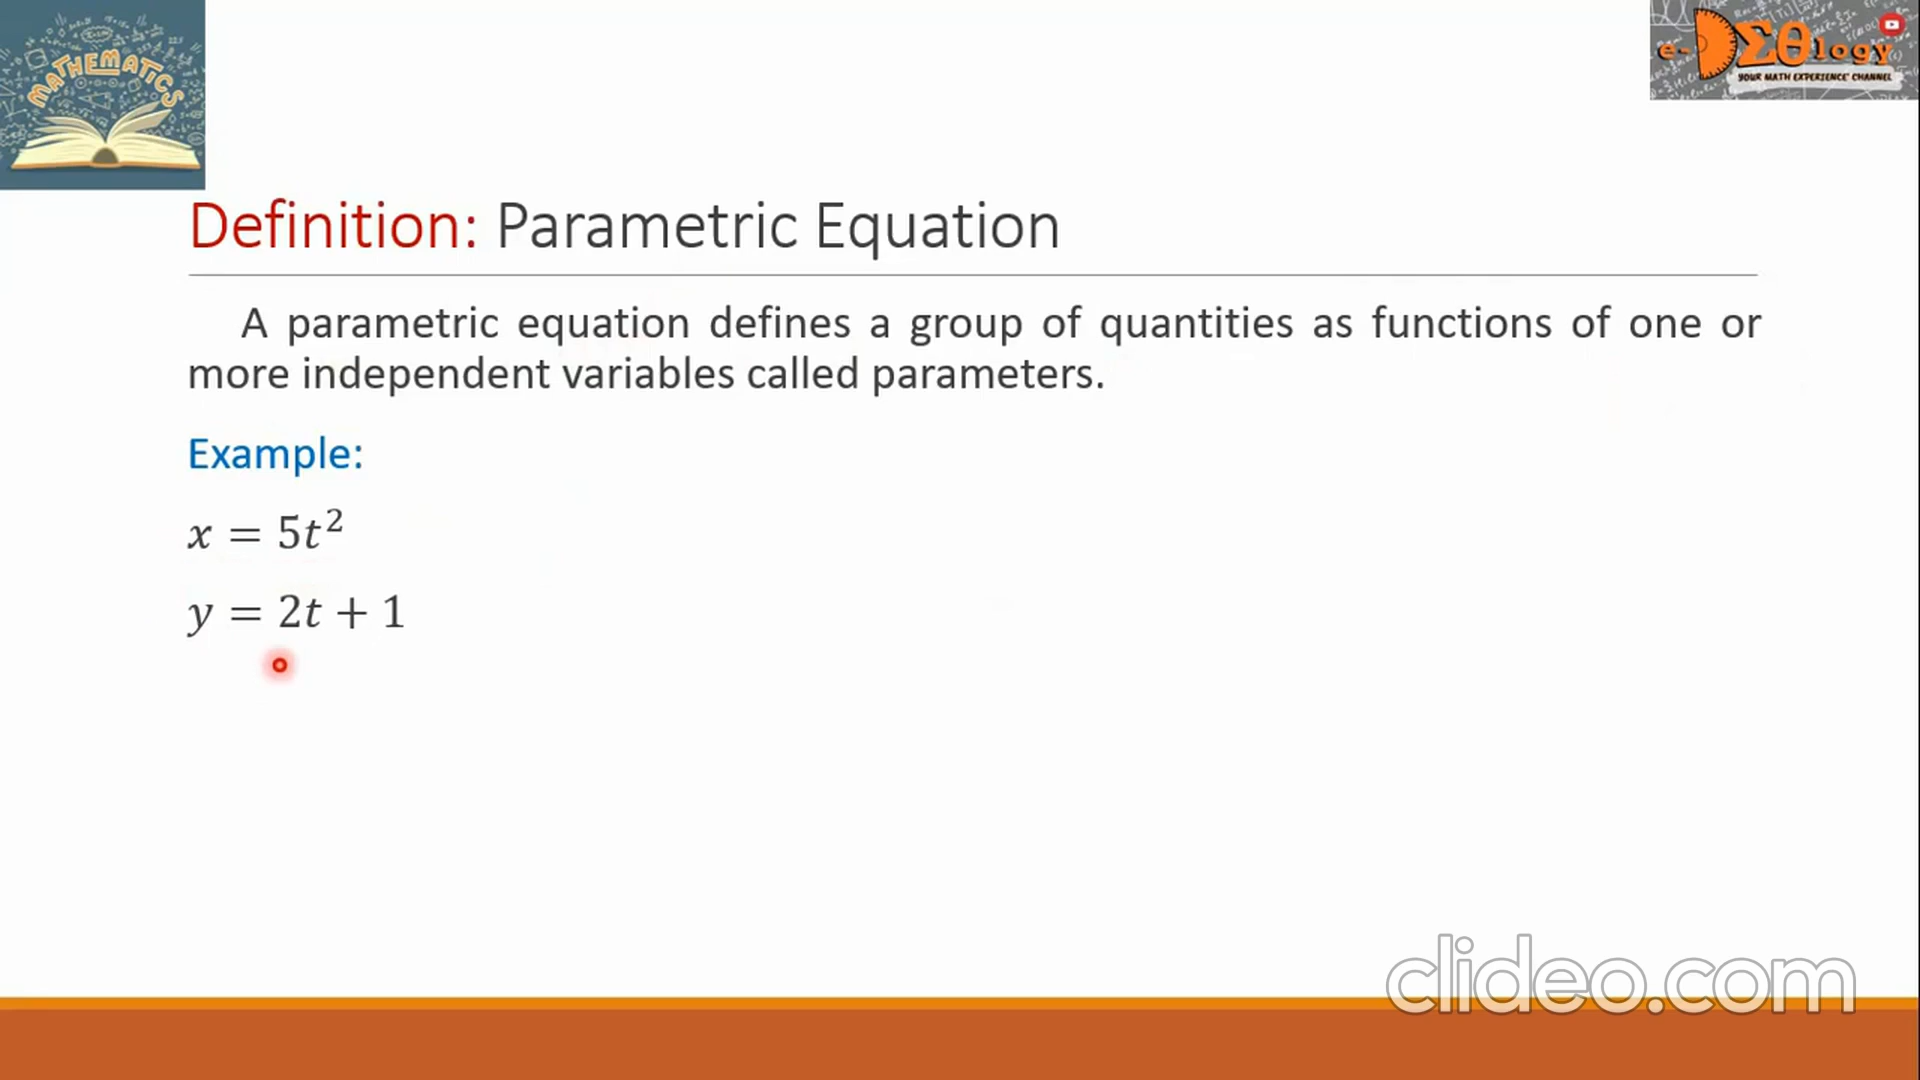 MATHEMATICS
e-DΣθlogy
YOUR MATH EXPERIENCE CHANNEL
Definition: Parametric Equation
A parametric equation defines a group of quantities as functions of one or
more independent variables called parameters.
Example:
x = 5t²
y = 2t + 1
clideo.com